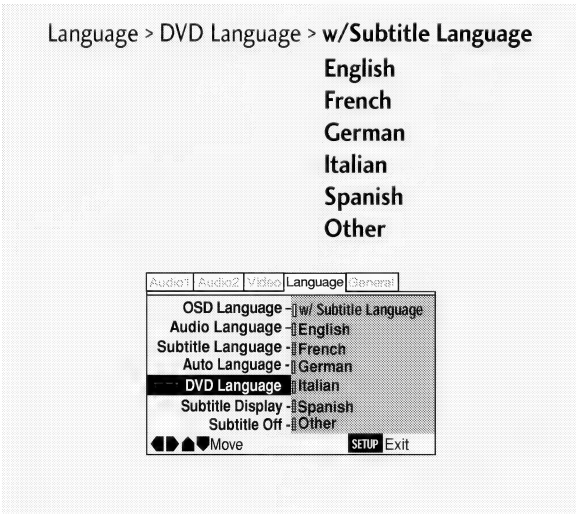 Language > DVD Language > w/Subtitle Language
English
French
German
Italian
Spanish
Other
Audio1 Audio2 Video Language General
OSD Language - w/ Subtitle Language
Audio Language - English
Subtitle Language - French
Auto Language - German
DVD Language Italian
Subtitle Display - Spanish
Subtitle Off - Other
Move SETUP Exit